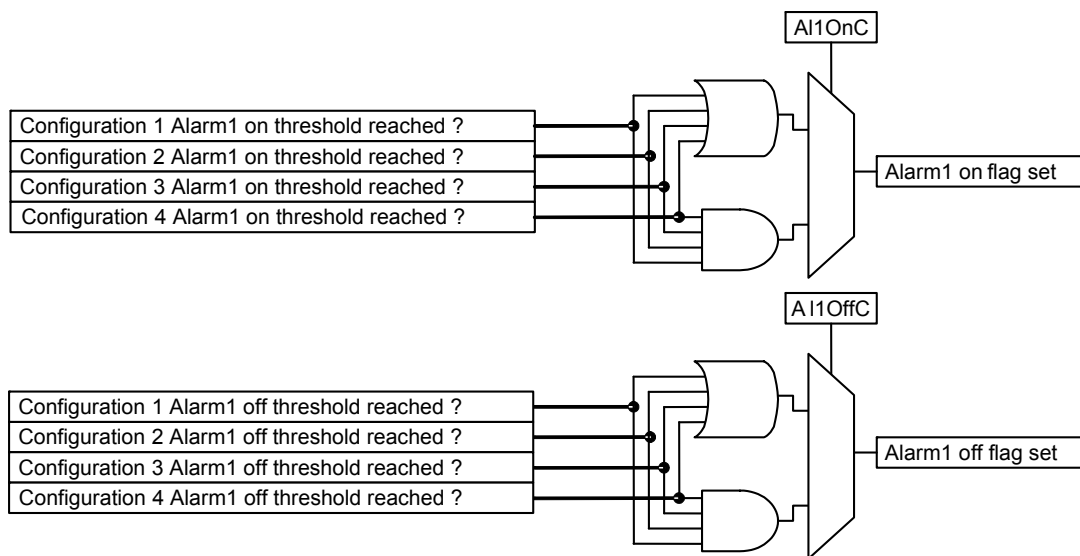 Al1OnC
Configuration 1 Alarm1 on threshold reached ?
Configuration 2 Alarm1 on threshold reached ?
Configuration 3 Alarm1 on threshold reached ?
Configuration 4 Alarm1 on threshold reached ?
Alarm1 on flag set
Al1OffC
Configuration 1 Alarm1 off threshold reached ?
Configuration 2 Alarm1 off threshold reached ?
Configuration 3 Alarm1 off threshold reached ?
Configuration 4 Alarm1 off threshold reached ?
Alarm1 off flag set